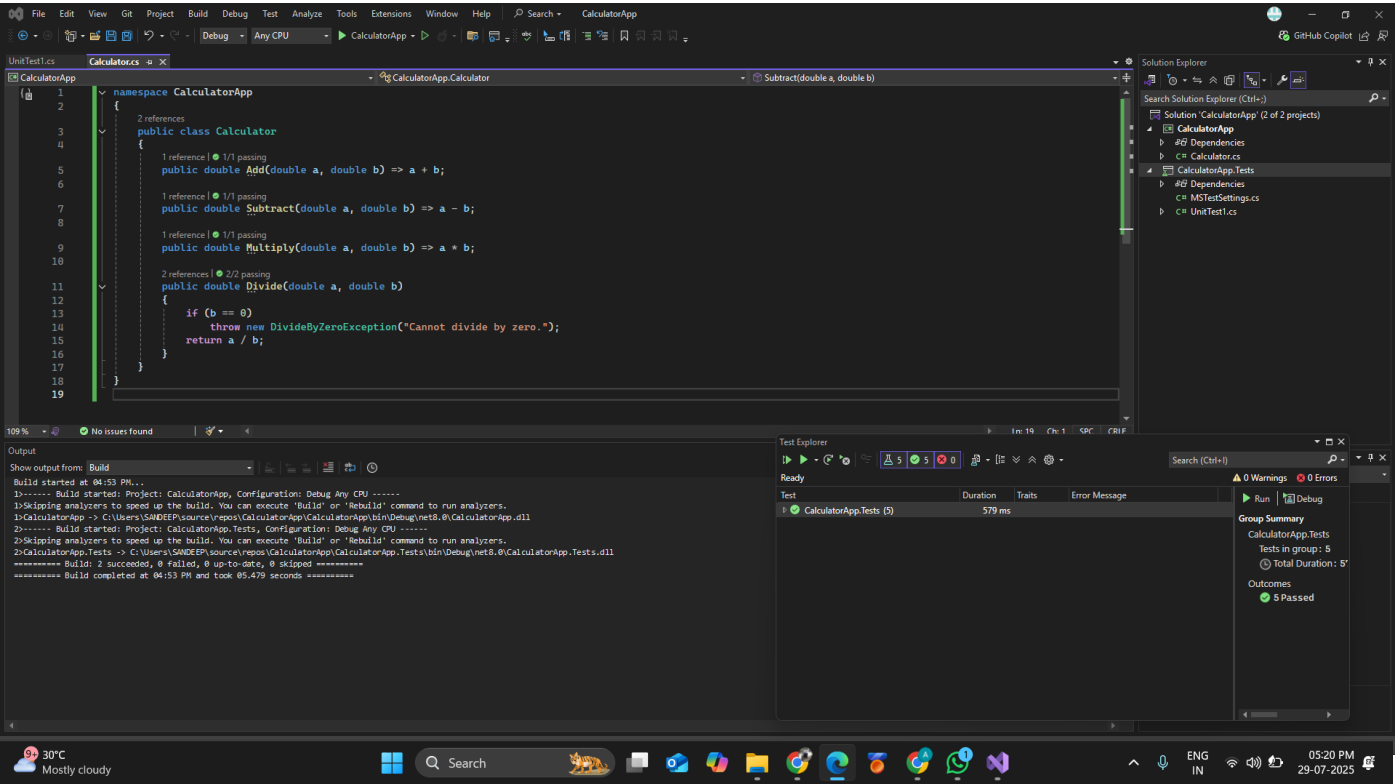 File Edit View Git Project Build Debug Test Analyze Tools Extensions Window Help Search CalculatorApp
Debug Any CPU CalculatorApp GitHub Copilot
UnitTest1.cs Calculator.cs
CalculatorApp CalculatorApp.Calculator Subtract(double a, double b)
1 namespace CalculatorApp
2 {
2 references
3 public class Calculator
4 {
1 reference | 1/1 passing
5 public double Add(double a, double b) => a + b;
6
1 reference | 1/1 passing
7 public double Subtract(double a, double b) => a - b;
8
1 reference | 1/1 passing
9 public double Multiply(double a, double b) => a * b;
10
2 references | 2/2 passing
11 public double Divide(double a, double b)
12 {
13 if (b == 0)
14 throw new DivideByZeroException("Cannot divide by zero.");
15 return a / b;
16 }
17 }
18 }
19
109 % No issues found Ln: 19 Ch: 1 SPC CRLF
Solution Explorer
Search Solution Explorer (Ctrl+;)
Solution 'CalculatorApp' (2 of 2 projects)
CalculatorApp
Dependencies
C# Calculator.cs
CalculatorApp.Tests
Dependencies
C# MSTestSettings.cs
C# UnitTest1.cs
Output
Show output from: Build
Build started at 04:53 PM...
1>------ Build started: Project: CalculatorApp, Configuration: Debug Any CPU ------
1>Skipping analyzers to speed up the build. You can execute 'Build' or 'Rebuild' command to run analyzers.
1>CalculatorApp -> C:\Users\SANDEEP\source\repos\CalculatorApp\CalculatorApp\bin\Debug\net8.0\CalculatorApp.dll
2>------ Build started: Project: CalculatorApp.Tests, Configuration: Debug Any CPU ------
2>Skipping analyzers to speed up the build. You can execute 'Build' or 'Rebuild' command to run analyzers.
2>CalculatorApp.Tests -> C:\Users\SANDEEP\source\repos\CalculatorApp\CalculatorApp.Tests\bin\Debug\net8.0\CalculatorApp.Tests.dll
========== Build: 2 succeeded, 0 failed, 0 up-to-date, 0 skipped ==========
========== Build completed at 04:53 PM and took 05.479 seconds ==========
Test Explorer
5 5 0 Search (Ctrl+I)
Ready 0 Warnings 0 Errors
Test Duration Traits Error Message
CalculatorApp.Tests (5) 579 ms
Run Debug
Group Summary
CalculatorApp.Tests
Tests in group: 5
Total Duration: 5
Outcomes
5 Passed
9+ 30°C
Mostly cloudy
Search
1
ENG
IN
05:20 PM
29-07-2025